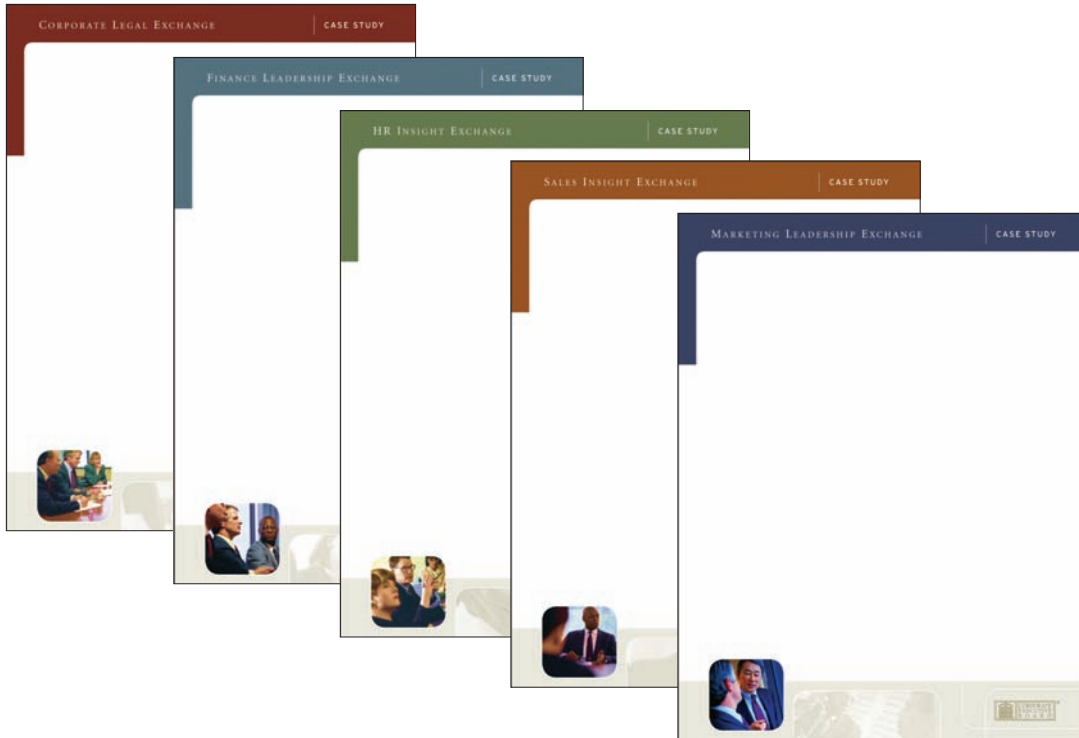 CORPORATE LEGAL EXCHANGE CASE STUDY
FINANCE LEADERSHIP EXCHANGE CASE STUDY
HR INSIGHT EXCHANGE CASE STUDY
SALES INSIGHT EXCHANGE CASE STUDY
MARKETING LEADERSHIP EXCHANGE CASE STUDY